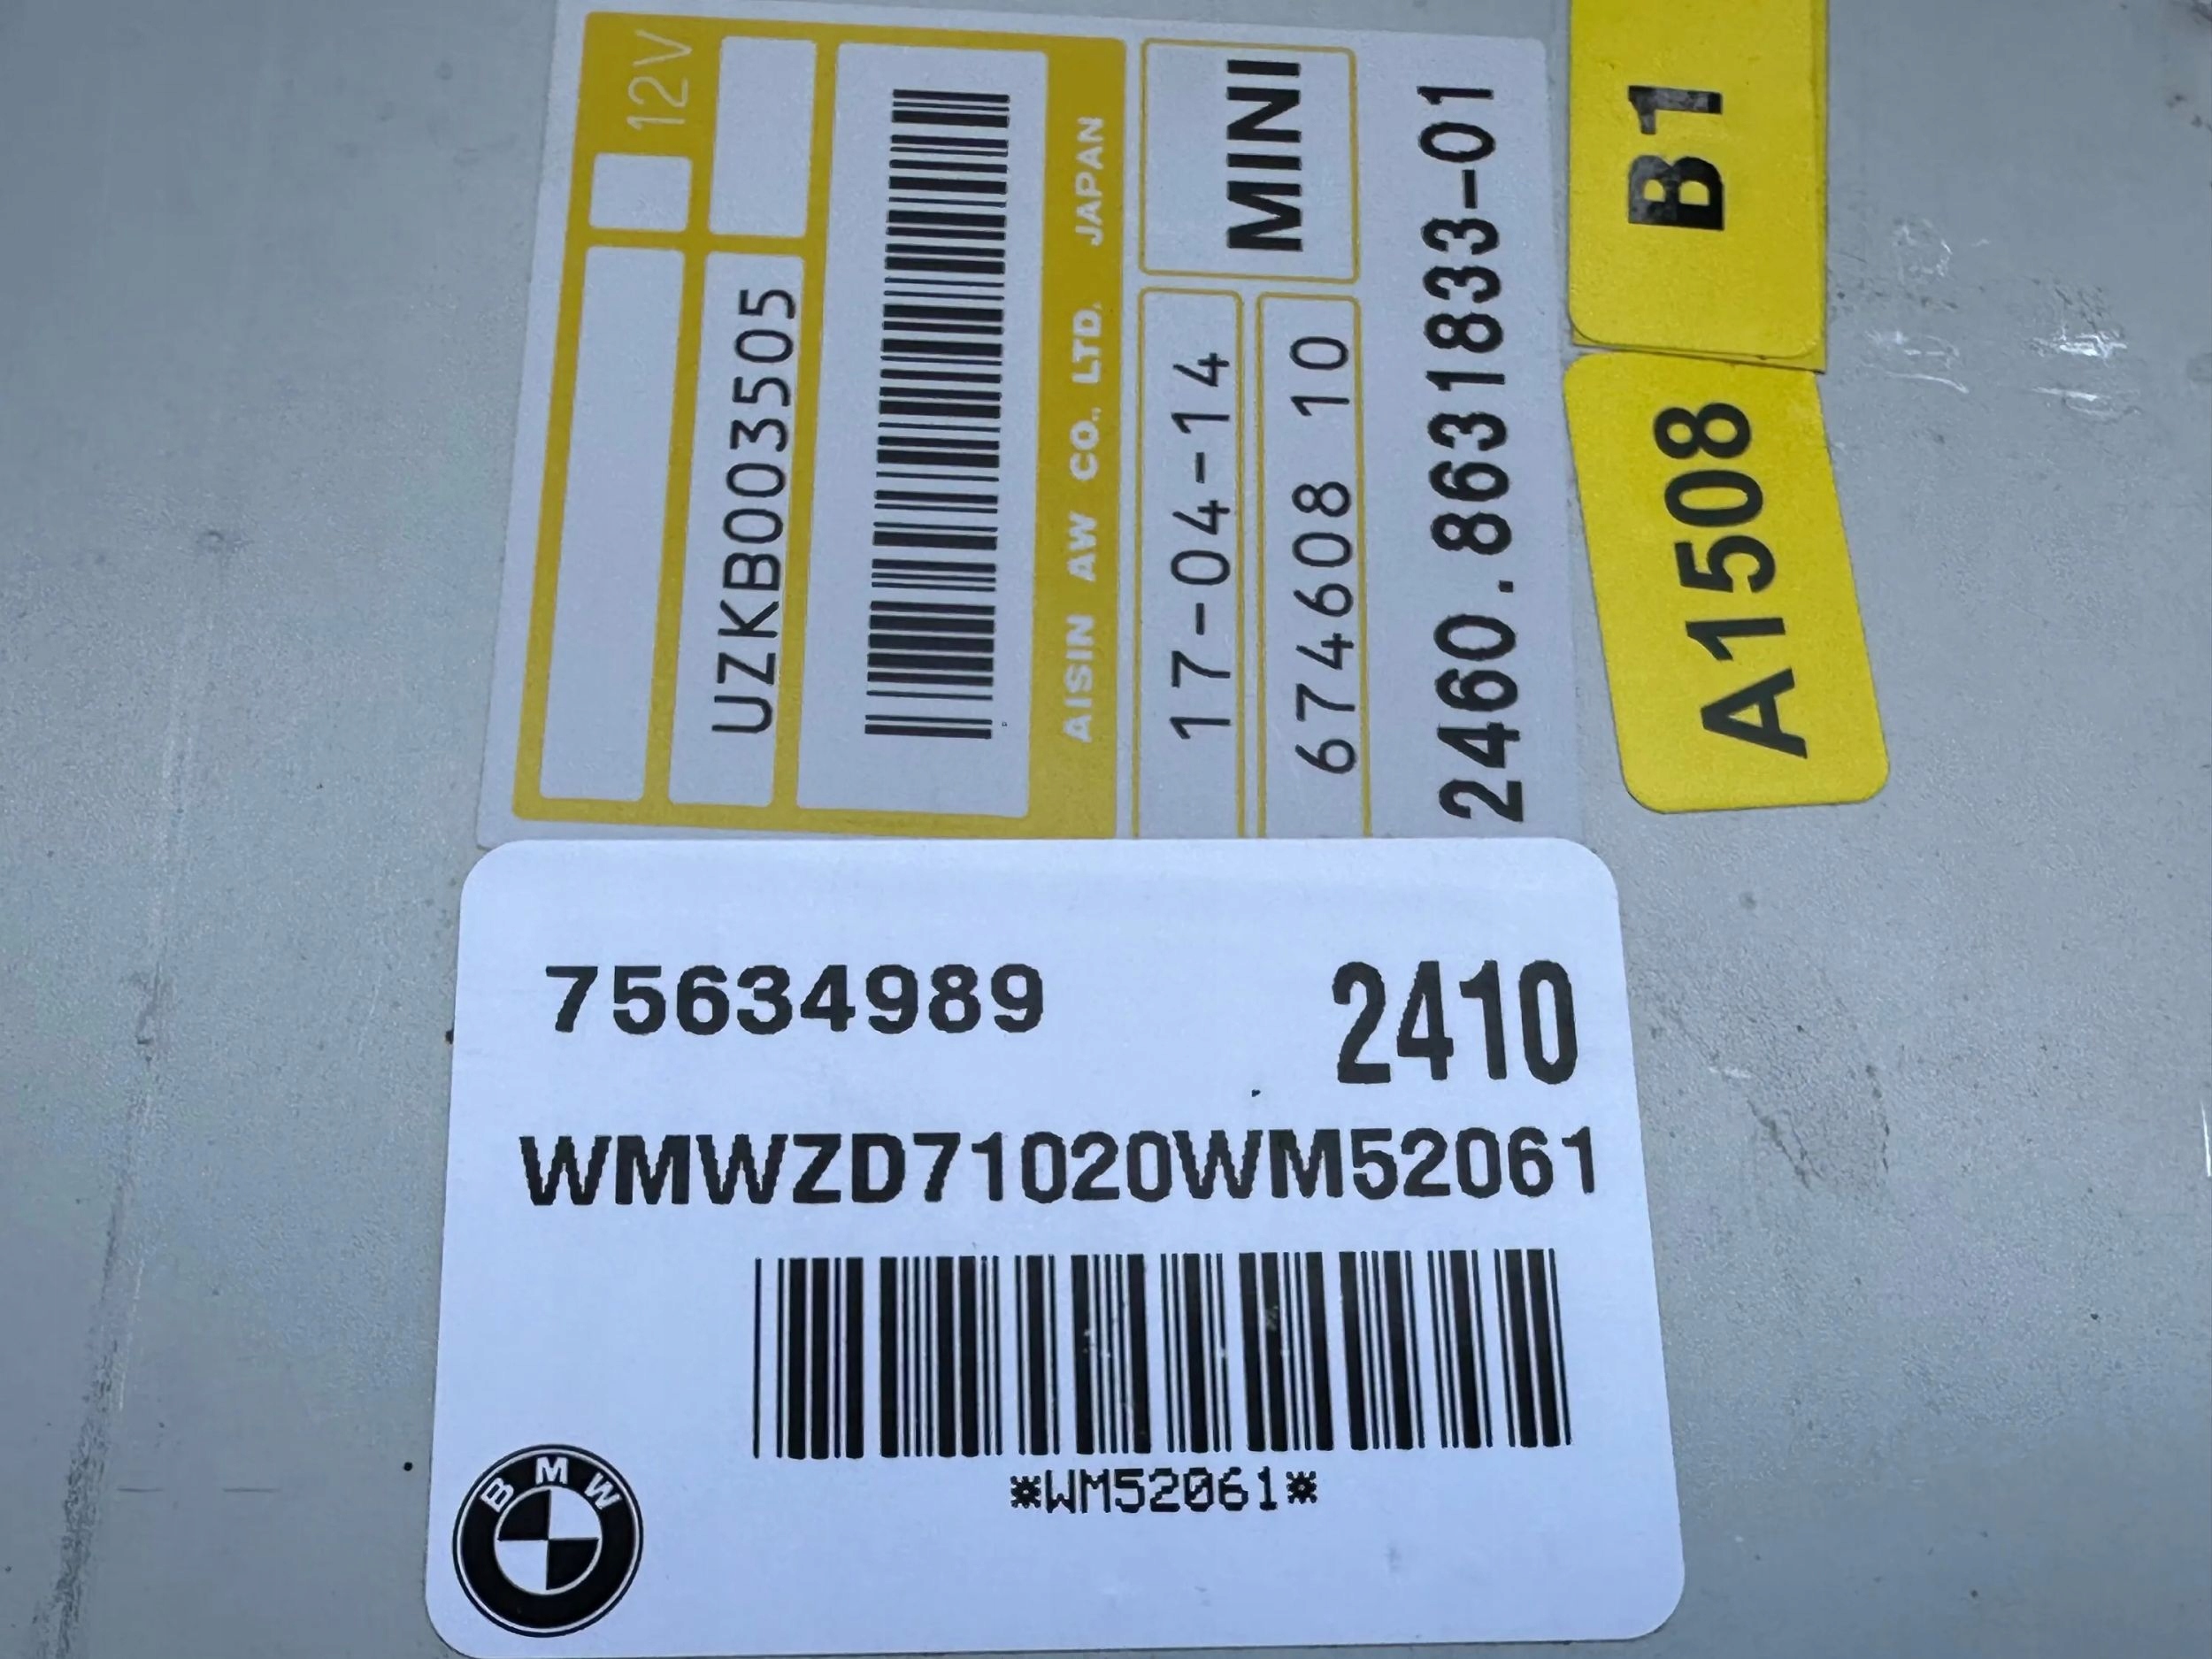 12V
UZKB003505
AISIN AW CO., LTD. JAPAN
17-04-14
674608 10
MINI
2460.8631833-01
B1
A1508
75634989 2410
WMWZD71020WM52061
*WM52061*
BMW